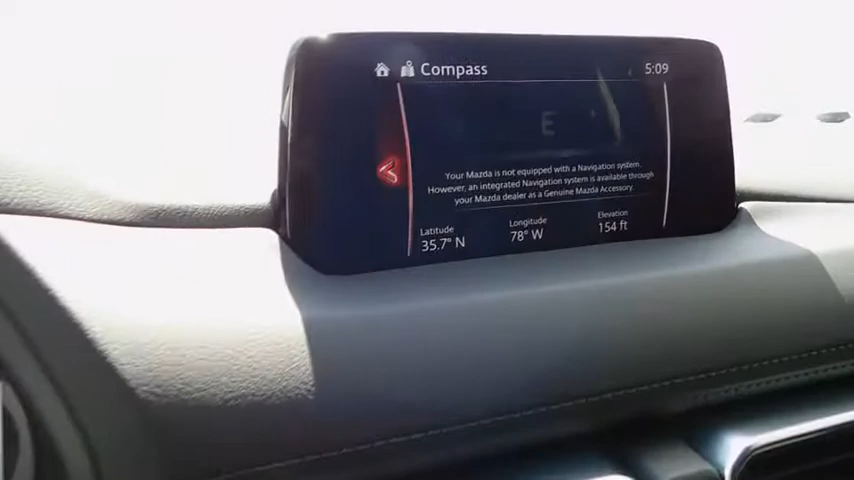 Compass 5:09
E
Your Mazda is not equipped with a Navigation system.
However, an integrated Navigation system is available through
your Mazda dealer as a Genuine Mazda Accessory.
Latitude Longitude Elevation
35.7° N 78° W 154 ft